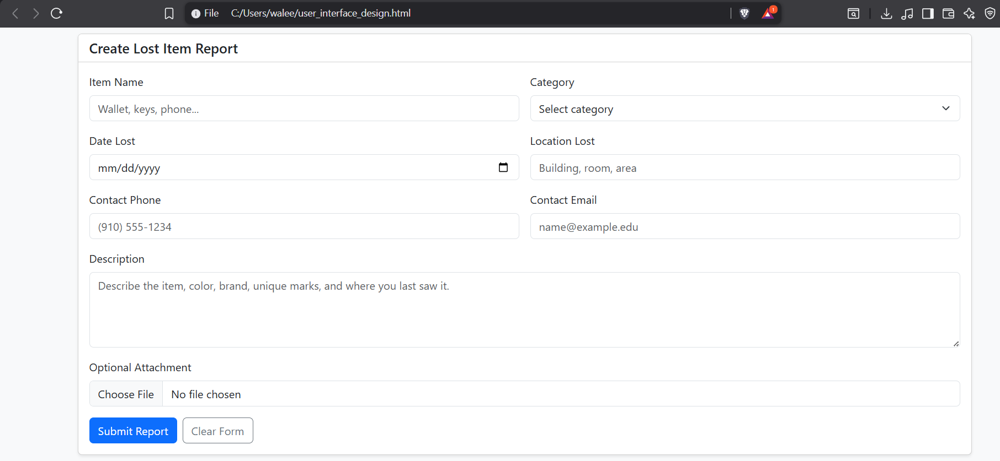 File C:/Users/walee/user_interface_design.html 1
Create Lost Item Report
Item Name Category
Wallet, keys, phone... Select category
Date Lost Location Lost
mm/dd/yyyy Building, room, area
Contact Phone Contact Email
(910) 555-1234 name@example.edu
Description
Describe the item, color, brand, unique marks, and where you last saw it.
Optional Attachment
Choose File No file chosen
Submit Report Clear Form